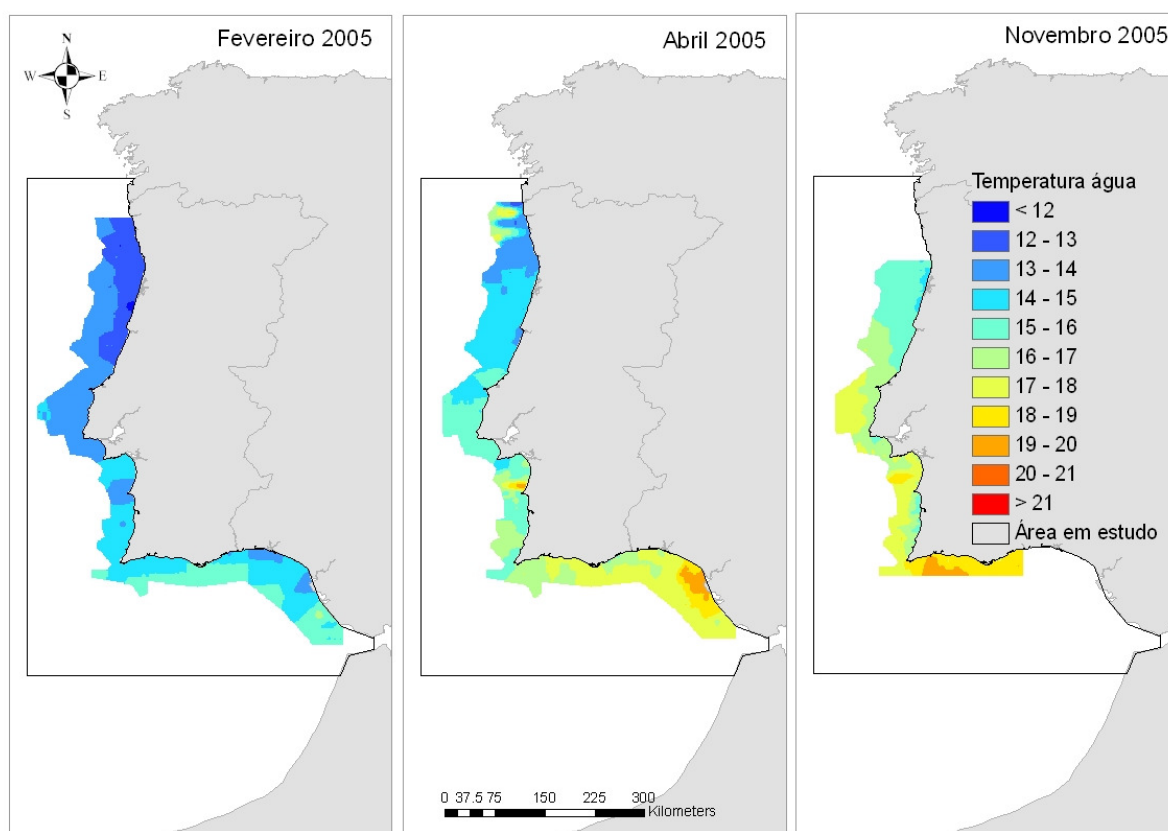 Fevereiro 2005
N
W E
S
Abril 2005
0 37.5 75 150 225 300
Kilometers
Novembro 2005
Temperatura água
< 12
12 - 13
13 - 14
14 - 15
15 - 16
16 - 17
17 - 18
18 - 19
19 - 20
20 - 21
> 21
Área em estudo